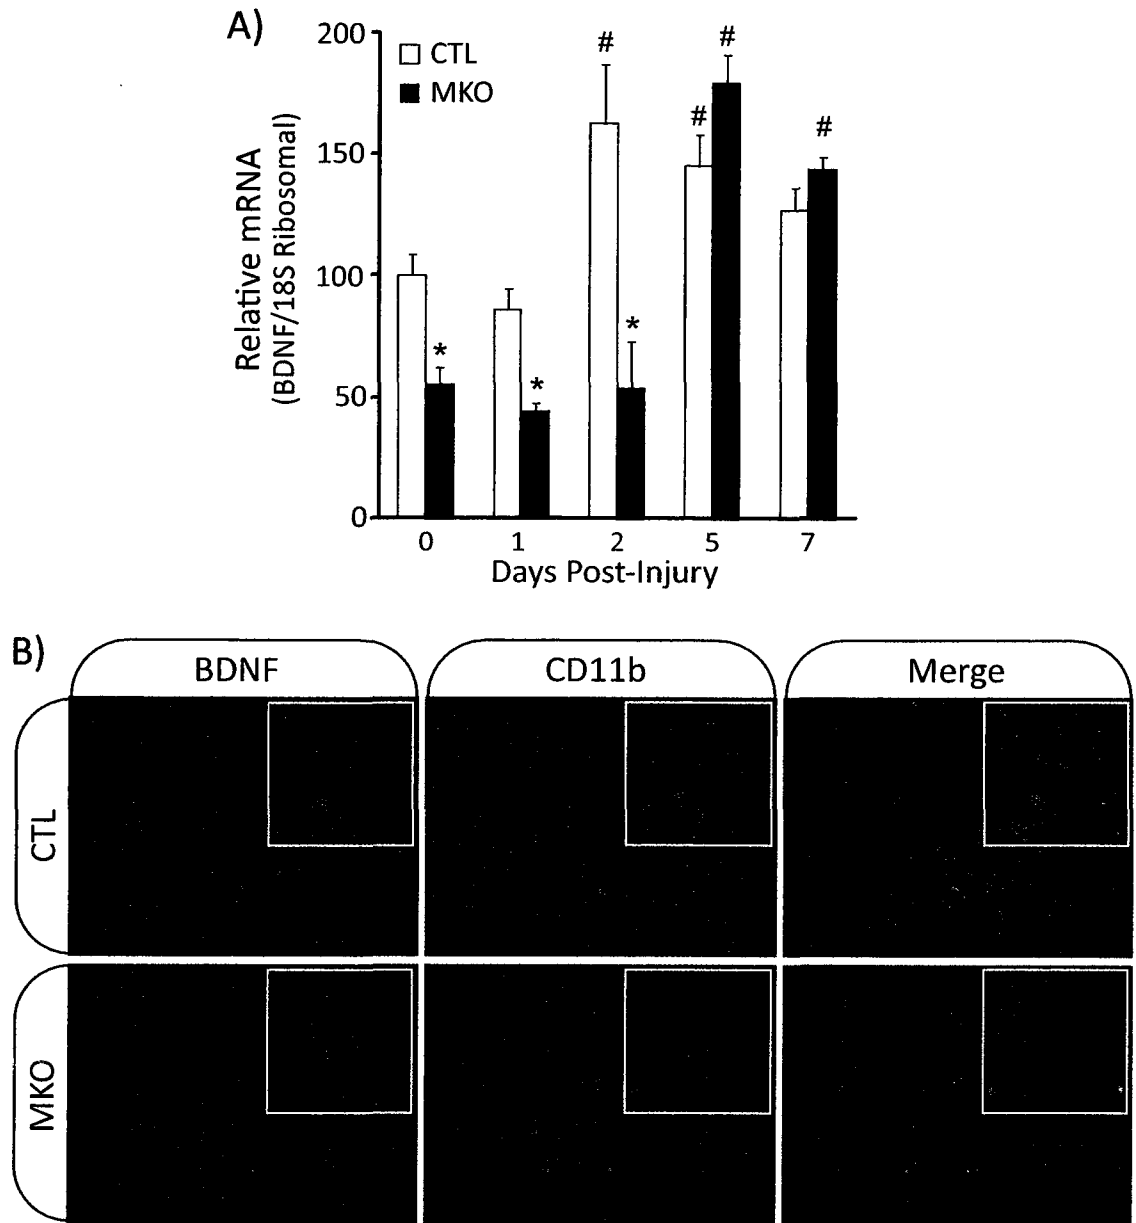 A)
200
150
100
50
0
Relative mRNA
(BDNF/18S Ribosomal)
CTL
MKO
#
#
#
#
*
*
*
0 1 2 5 7
Days Post-Injury
B)
BDNF CD11b Merge
CTL
MKO